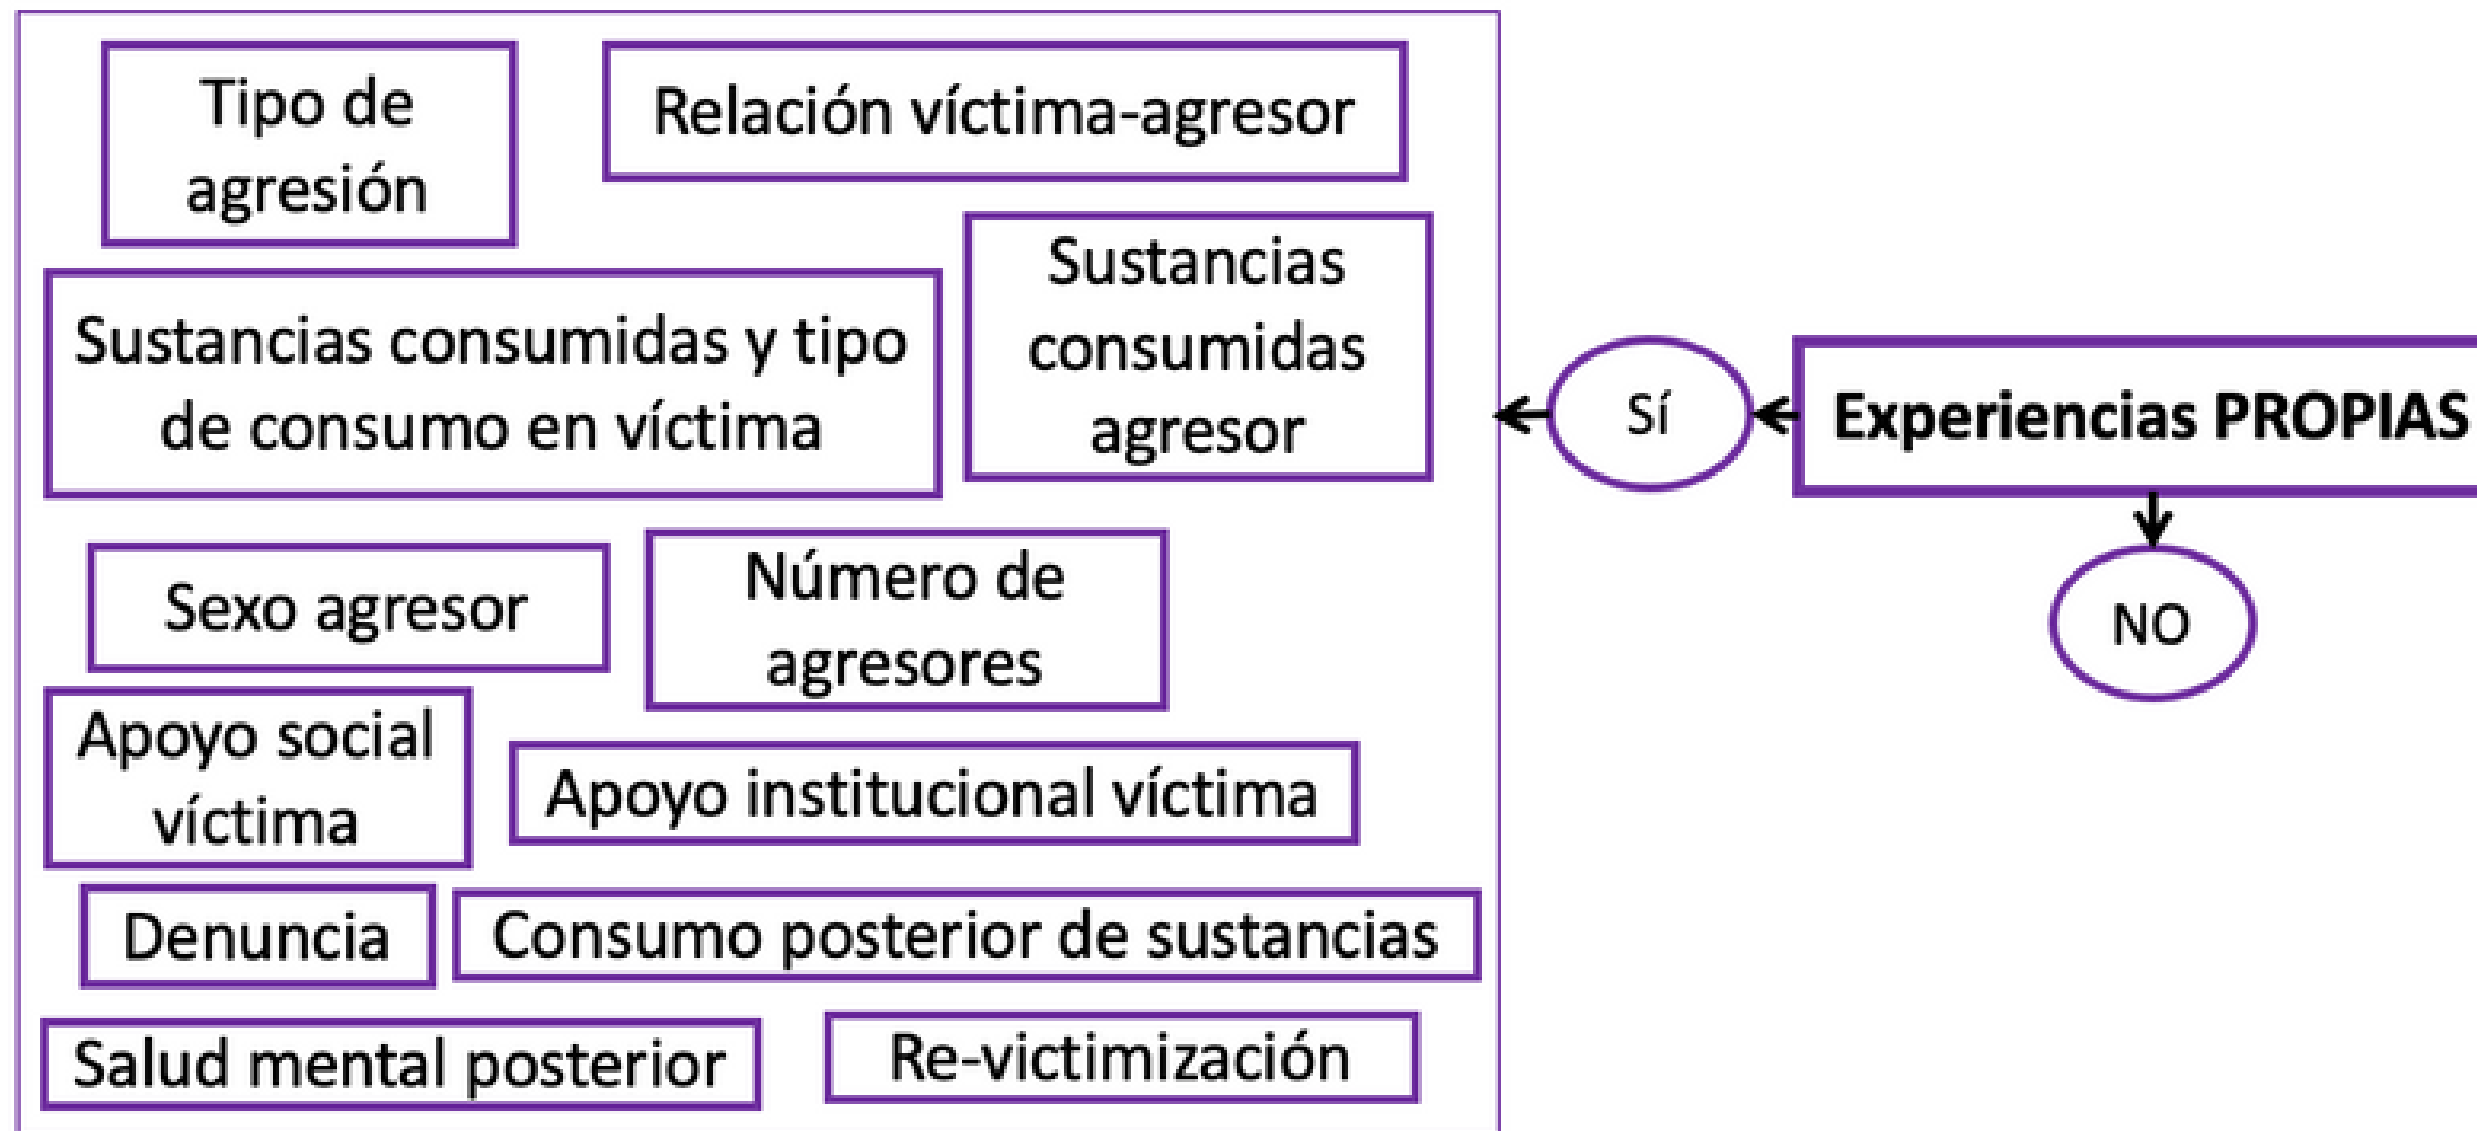 Tipo de
agresión
Relación víctima-agresor
Sustancias consumidas y tipo
de consumo en víctima
Sustancias
consumidas
agresor
Sexo agresor
Número de
agresores
Apoyo social
víctima
Apoyo institucional víctima
Denuncia
Consumo posterior de sustancias
Salud mental posterior
Re-victimización
Sí
Experiencias PROPIAS
NO